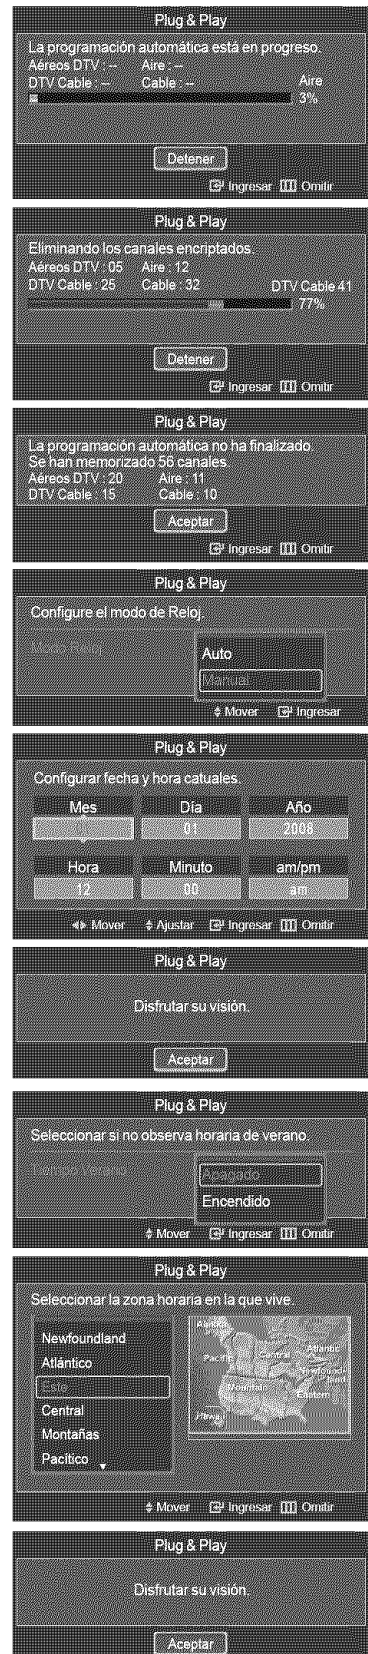 Plug & Play
La programación automática está en progreso.
Aéreos DTV : -- Aire : --
DTV Cable : -- Cable : -- Aire
3%
Detener
Ingresar Omitir
Plug & Play
Eliminando los canales encriptados.
Aéreos DTV : 05 Aire : 12
DTV Cable : 25 Cable : 32 DTV Cable 41
77%
Detener
Ingresar Omitir
Plug & Play
La programación automática no ha finalizado.
Se han memorizado 56 canales.
Aéreos DTV : 20 Aire : 11
DTV Cable : 15 Cable : 10
Aceptar
Ingresar Omitir
Plug & Play
Configure el modo de Reloj.
Modo Reloj Auto
Manual
Mover Ingresar
Plug & Play
Configurar fecha y hora catuales.
Mes Día Año
01 2008
Hora Minuto am/pm
12 00 am
Mover Ajustar Ingresar Omitir
Plug & Play
Disfrutar su visión.
Aceptar
Plug & Play
Seleccionar si no observa horaria de verano.
Tiempo Verano Apagado
Encendido
Mover Ingresar Omitir
Plug & Play
Seleccionar la zona horaria en la que vive.
Newfoundland
Atlántico
Este
Central
Montañas
Pacítico
Alaska
Pacific Central Atlantic
Newfoundland
Mountain Eastern
Hawaii
Mover Ingresar Omitir
Plug & Play
Disfrutar su visión.
Aceptar